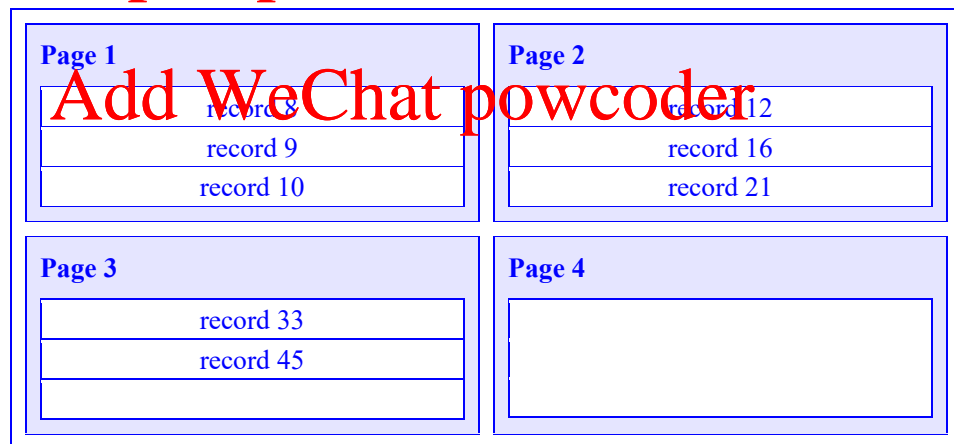 Page 1
Page 2
Add WeChat powcoder
record 8
record 12
record 9
record 16
record 10
record 21
Page 3
Page 4
record 33
record 45